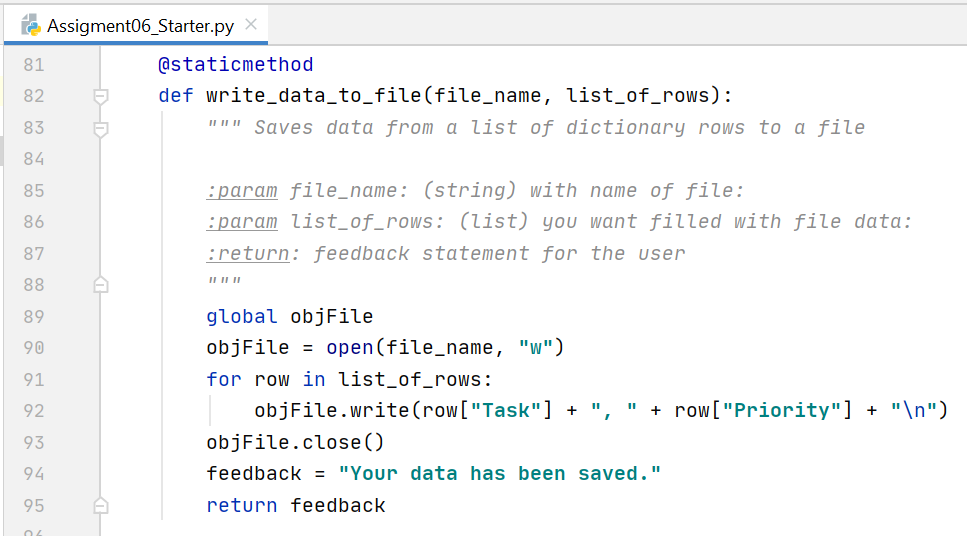 Assigment06_Starter.py
81 @staticmethod
82 def write_data_to_file(file_name, list_of_rows):
83 """ Saves data from a list of dictionary rows to a file
84
85 :param file_name: (string) with name of file:
86 :param list_of_rows: (list) you want filled with file data:
87 :return: feedback statement for the user
88 """
89 global objFile
90 objFile = open(file_name, "w")
91 for row in list_of_rows:
92 objFile.write(row["Task"] + ", " + row["Priority"] + "\n")
93 objFile.close()
94 feedback = "Your data has been saved."
95 return feedback